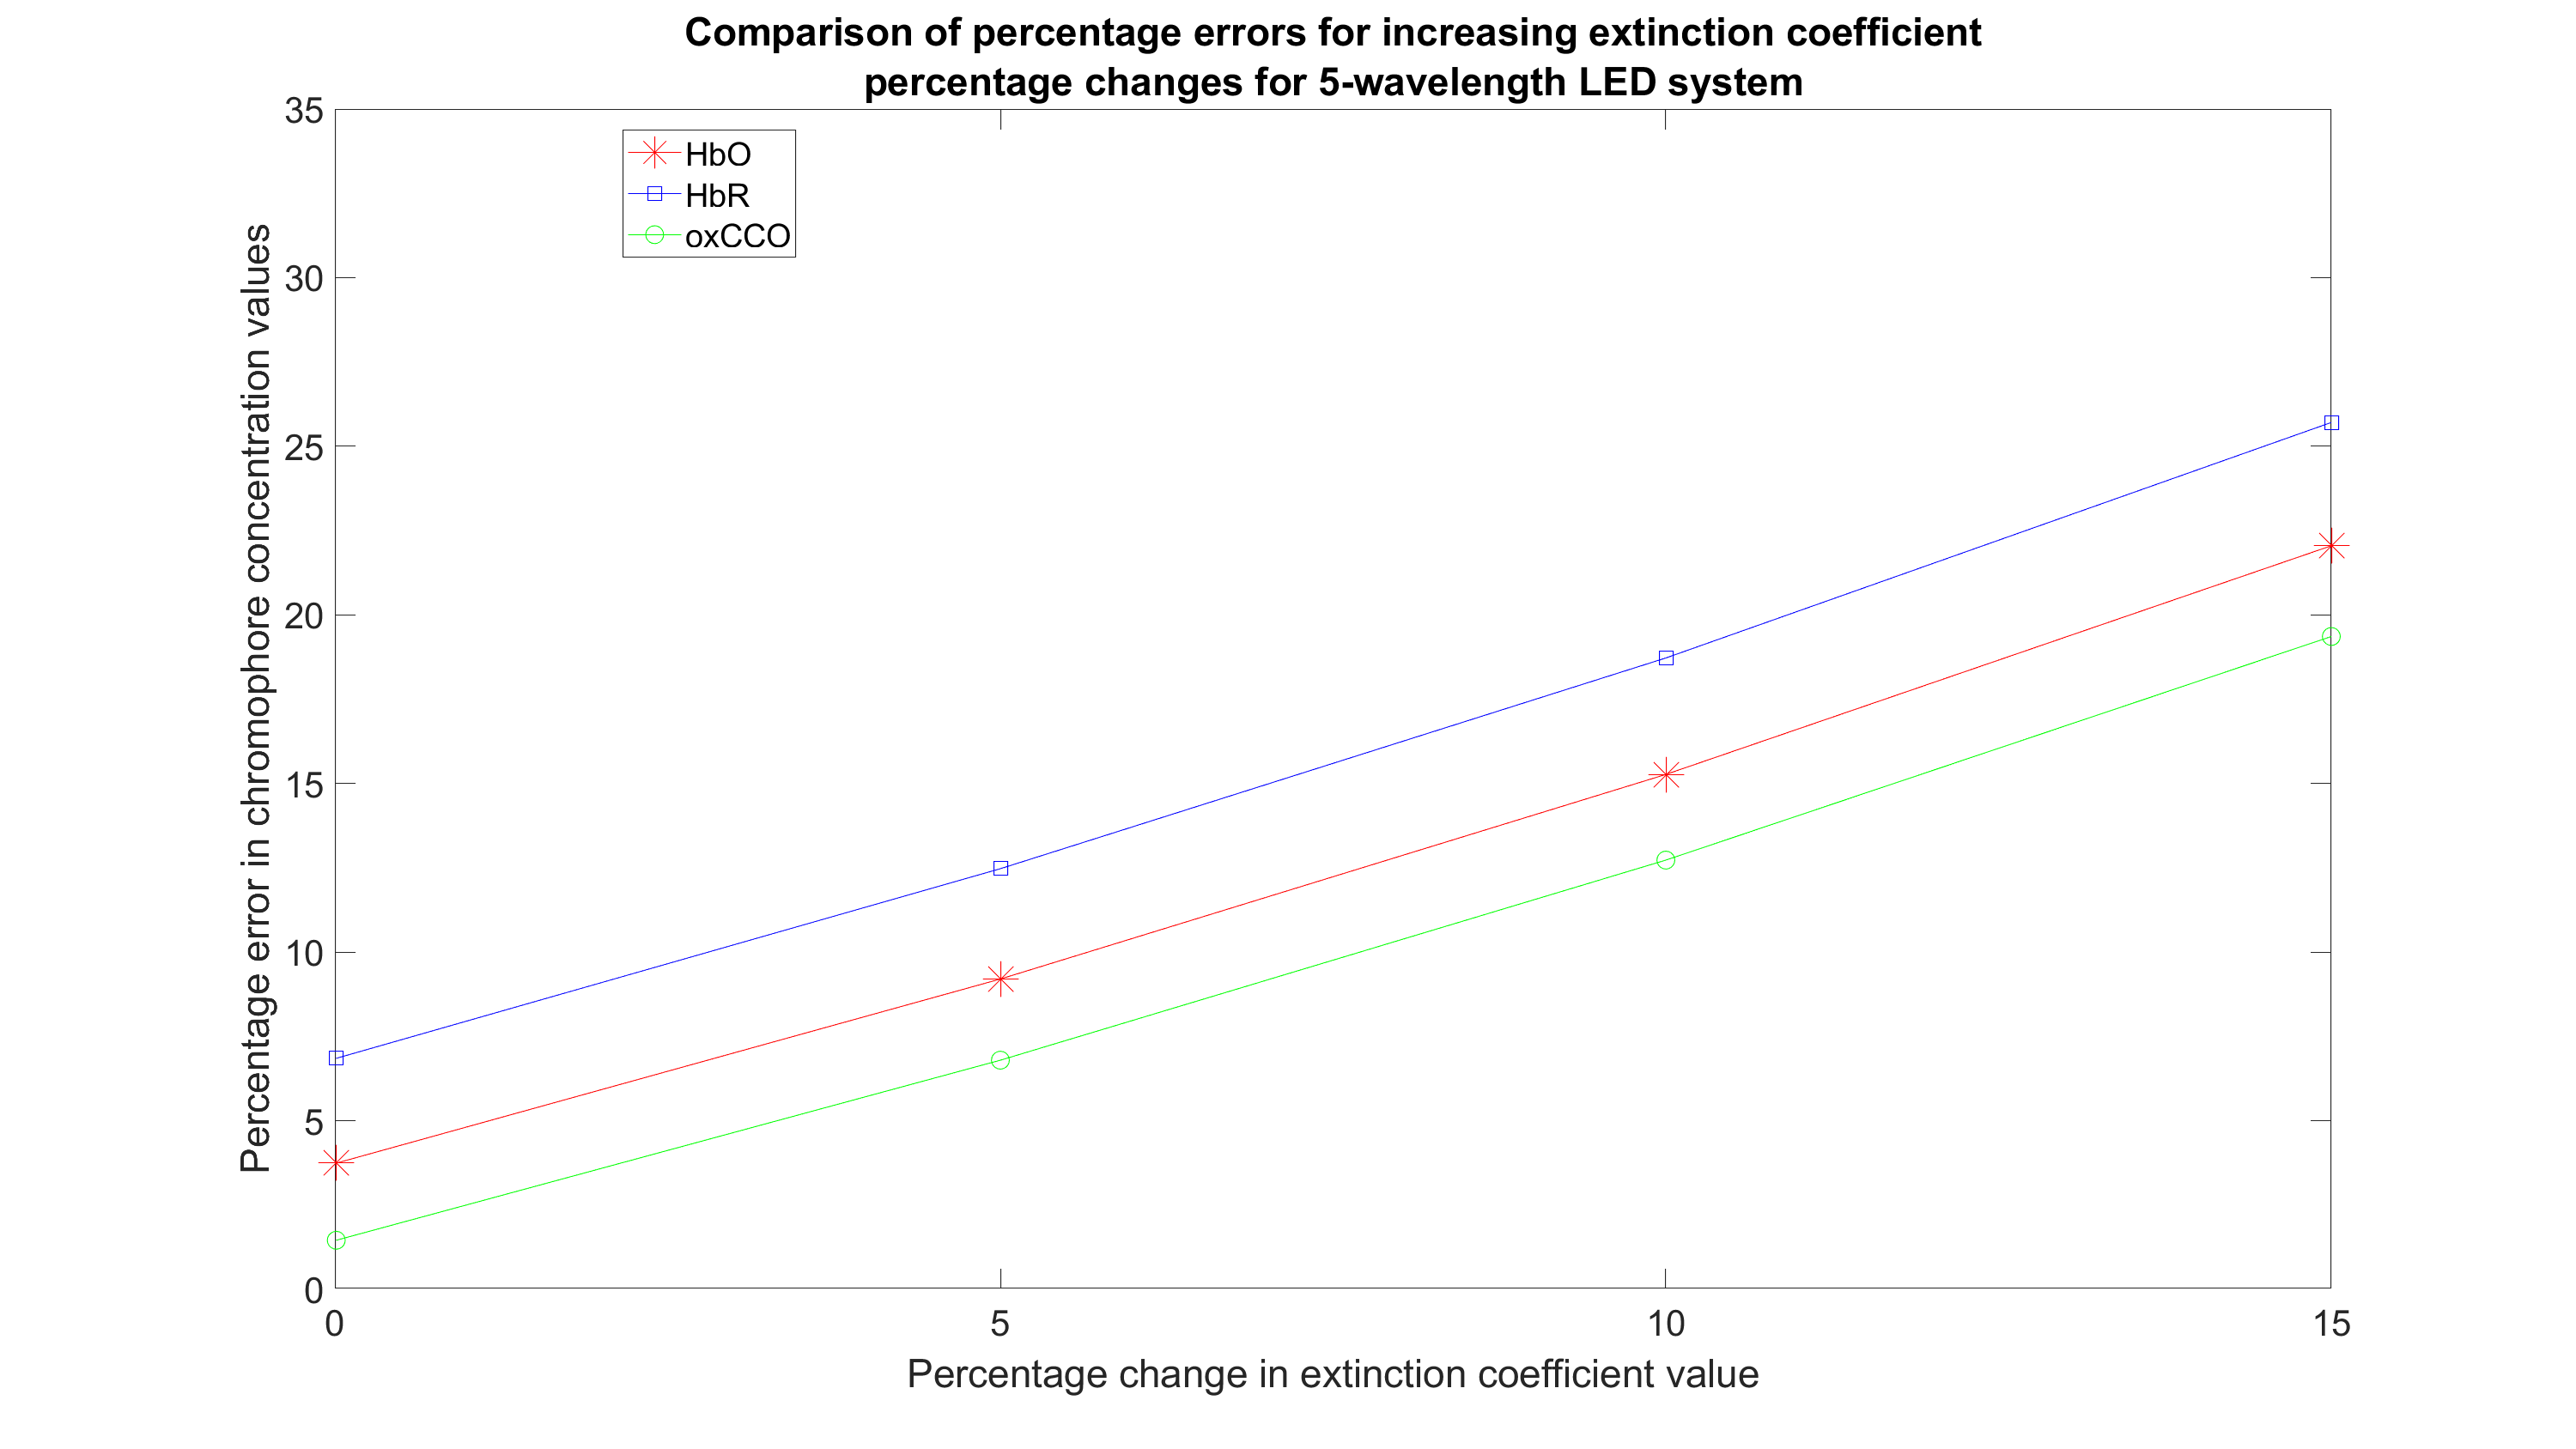 Comparison of percentage errors for increasing extinction coefficient
percentage changes for 5-wavelength LED system
HbO
HbR
oxCCO
Percentage error in chromophore concentration values
35
30
25
20
15
10
5
0
0 5 10 15
Percentage change in extinction coefficient value